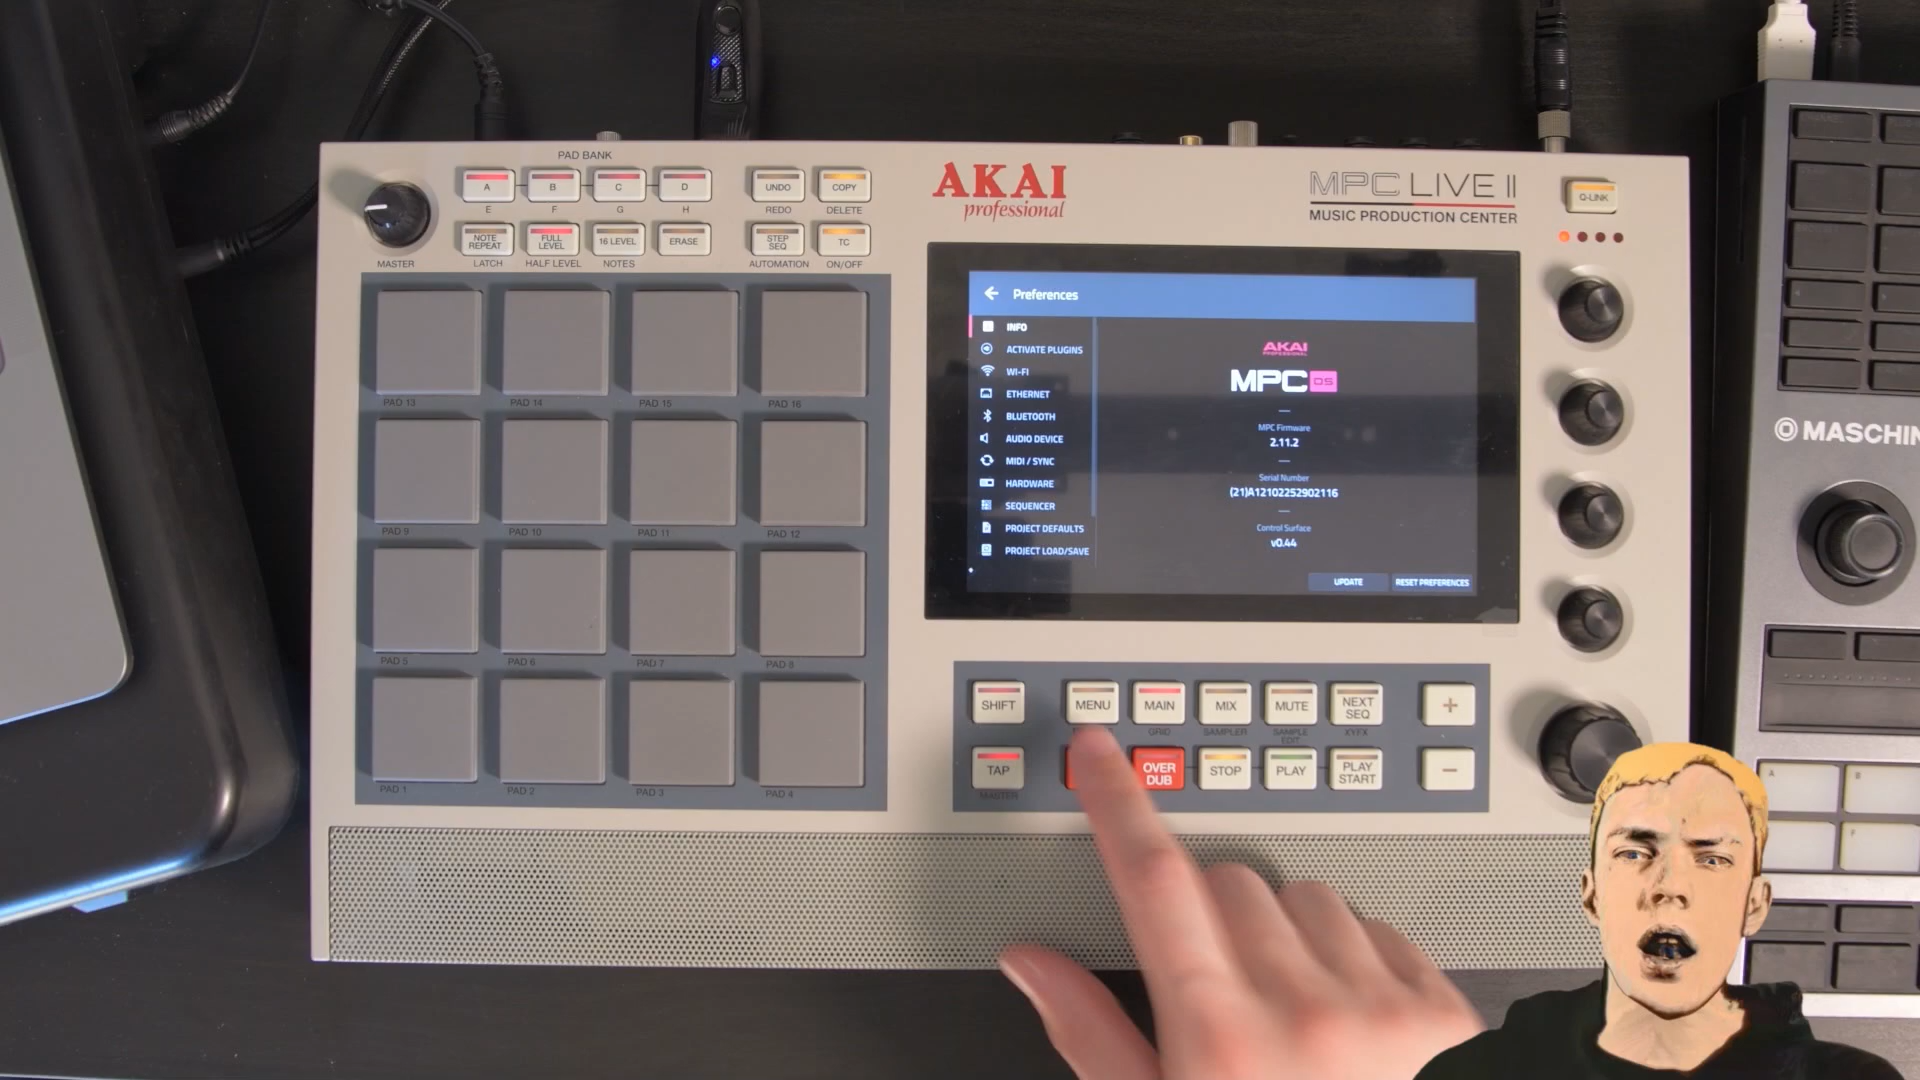 PAD BANK
A B C D
E F G H
UNDO COPY
REDO DELETE
NOTE REPEAT
FULL LEVEL
16 LEVEL
ERASE
STEP SEQ
TC
LATCH HALF LEVEL NOTES
AUTOMATION ON/OFF
MASTER
AKAI
professional
MPC LIVE II
MUSIC PRODUCTION CENTER
Q-LINK
Preferences
INFO
ACTIVATE PLUGINS
WI-FI
ETHERNET
BLUETOOTH
AUDIO DEVICE
MIDI / SYNC
HARDWARE
SEQUENCER
PROJECT DEFAULTS
PROJECT LOAD/SAVE
AKAI
PROFESSIONAL
MPC OS
MPC Firmware
2.11.2
Serial Number
(21)A12102252902116
Control Surface
v0.44
UPDATE
RESET PREFERENCES
PAD 13 PAD 14 PAD 15 PAD 16
PAD 9 PAD 10 PAD 11 PAD 12
PAD 5 PAD 6 PAD 7 PAD 8
PAD 1 PAD 2 PAD 3 PAD 4
SHIFT
MENU
MAIN
MIX
MUTE
NEXT SEQ
+
GRID
SAMPLER
SAMPLE EDIT
XYFX
TAP
OVER DUB
STOP
PLAY
PLAY START
−
MASTER
MASCHIN
A B
F